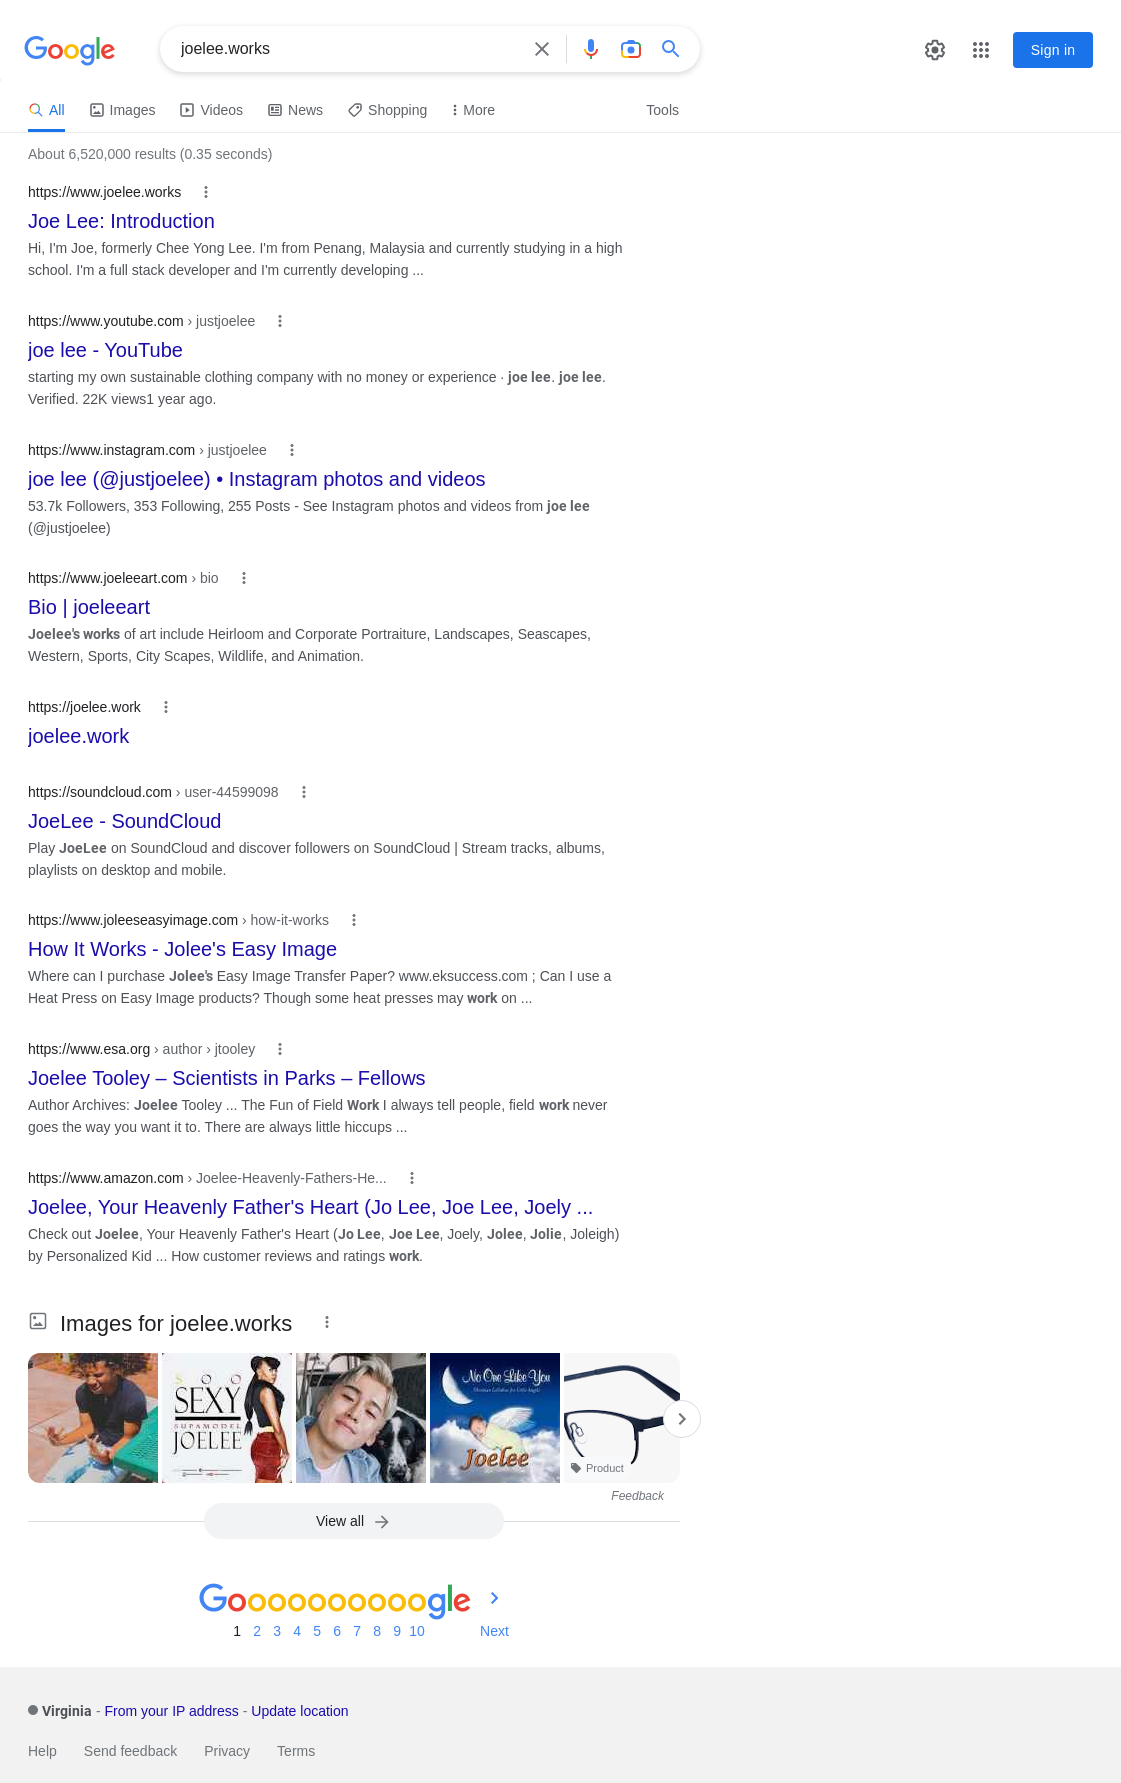 Google
joelee.works
Sign in
All Images Videos News Shopping More Tools
About 6,520,000 results (0.35 seconds)
https://www.joelee.works
Joe Lee: Introduction
Hi, I'm Joe, formerly Chee Yong Lee. I'm from Penang, Malaysia and currently studying in a high
school. I'm a full stack developer and I'm currently developing ...
https://www.youtube.com › justjoelee
joe lee - YouTube
starting my own sustainable clothing company with no money or experience · joe lee. joe lee.
Verified. 22K views1 year ago.
https://www.instagram.com › justjoelee
joe lee (@justjoelee) • Instagram photos and videos
53.7k Followers, 353 Following, 255 Posts - See Instagram photos and videos from joe lee
(@justjoelee)
https://www.joeleeart.com › bio
Bio | joeleeart
Joelee's works of art include Heirloom and Corporate Portraiture, Landscapes, Seascapes,
Western, Sports, City Scapes, Wildlife, and Animation.
https://joelee.work
joelee.work
https://soundcloud.com › user-44599098
JoeLee - SoundCloud
Play JoeLee on SoundCloud and discover followers on SoundCloud | Stream tracks, albums,
playlists on desktop and mobile.
https://www.joleeseasyimage.com › how-it-works
How It Works - Jolee's Easy Image
Where can I purchase Jolee's Easy Image Transfer Paper? www.eksuccess.com ; Can I use a
Heat Press on Easy Image products? Though some heat presses may work on ...
https://www.esa.org › author › jtooley
Joelee Tooley – Scientists in Parks – Fellows
Author Archives: Joelee Tooley ... The Fun of Field Work I always tell people, field work never
goes the way you want it to. There are always little hiccups ...
https://www.amazon.com › Joelee-Heavenly-Fathers-He...
Joelee, Your Heavenly Father's Heart (Jo Lee, Joe Lee, Joely ...
Check out Joelee, Your Heavenly Father's Heart (Jo Lee, Joe Lee, Joely, Jolee, Jolie, Joleigh)
by Personalized Kid ... How customer reviews and ratings work.
Images for joelee.works
SOO
SEXY
SUPAMODEL
JOELEE
No One Like You
Joelee
Product
Feedback
View all
Goooooooooogle
1 2 3 4 5 6 7 8 9 10 Next
Virginia - From your IP address - Update location
Help Send feedback Privacy Terms